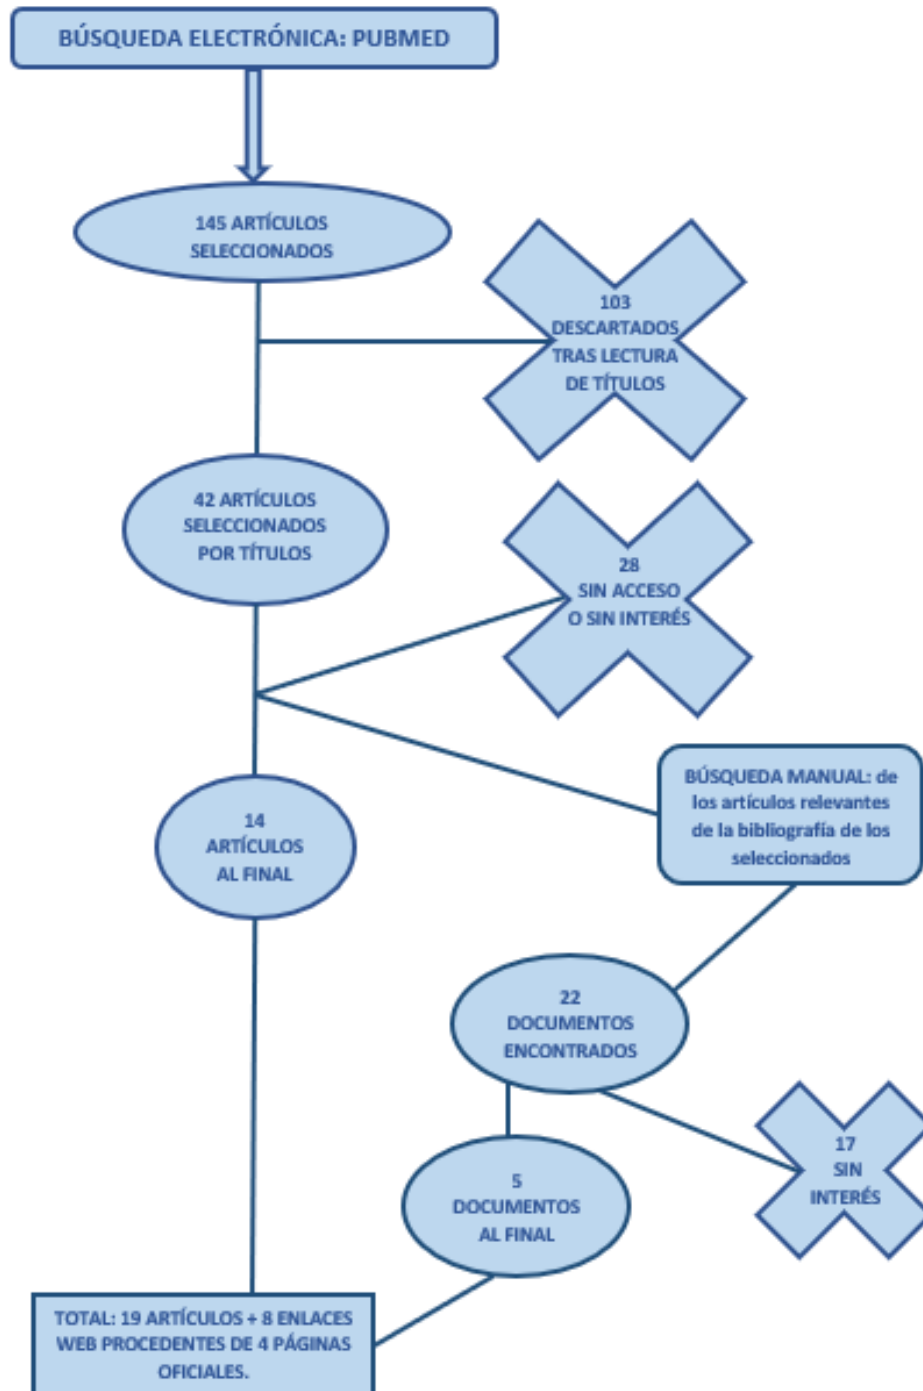 BÚSQUEDA ELECTRÓNICA: PUBMED
145 ARTÍCULOS
SELECCIONADOS
103
DESCARTADOS
TRAS LECTURA
DE TÍTULOS
42 ARTÍCULOS
SELECCIONADOS
POR TÍTULOS
28
SIN ACCESO
O SIN INTERÉS
BÚSQUEDA MANUAL: de
los artículos relevantes
de la bibliografía de los
seleccionados
14
ARTÍCULOS
AL FINAL
22
DOCUMENTOS
ENCONTRADOS
17
SIN
INTERÉS
5
DOCUMENTOS
AL FINAL
TOTAL: 19 ARTÍCULOS + 8 ENLACES
WEB PROCEDENTES DE 4 PÁGINAS
OFICIALES.